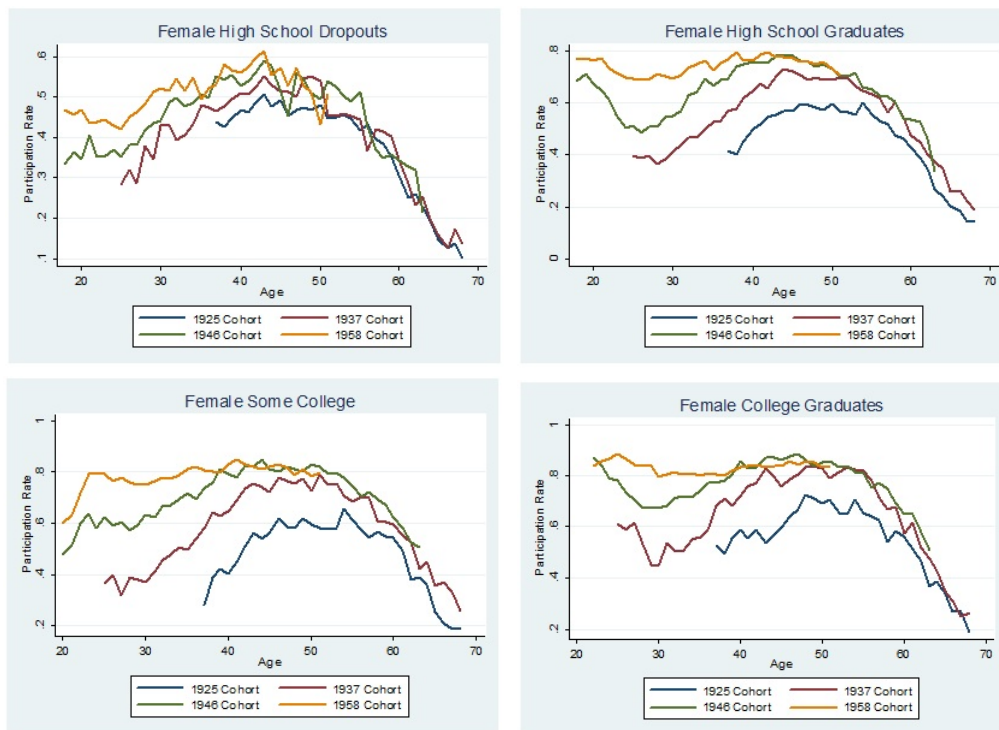 Female High School Dropouts
Participation Rate
.6
.5
.4
.3
.2
.1
20 30 40 50 60 70
Age
1925 Cohort 1937 Cohort
1946 Cohort 1958 Cohort
Female High School Graduates
Participation Rate
.8
.6
.4
.2
0
20 30 40 50 60 70
Age
1925 Cohort 1937 Cohort
1946 Cohort 1958 Cohort
Female Some College
Participation Rate
1
.8
.6
.4
.2
20 30 40 50 60 70
Age
1925 Cohort 1937 Cohort
1946 Cohort 1958 Cohort
Female College Graduates
Participation Rate
1
.8
.6
.4
.2
20 30 40 50 60 70
Age
1925 Cohort 1937 Cohort
1946 Cohort 1958 Cohort